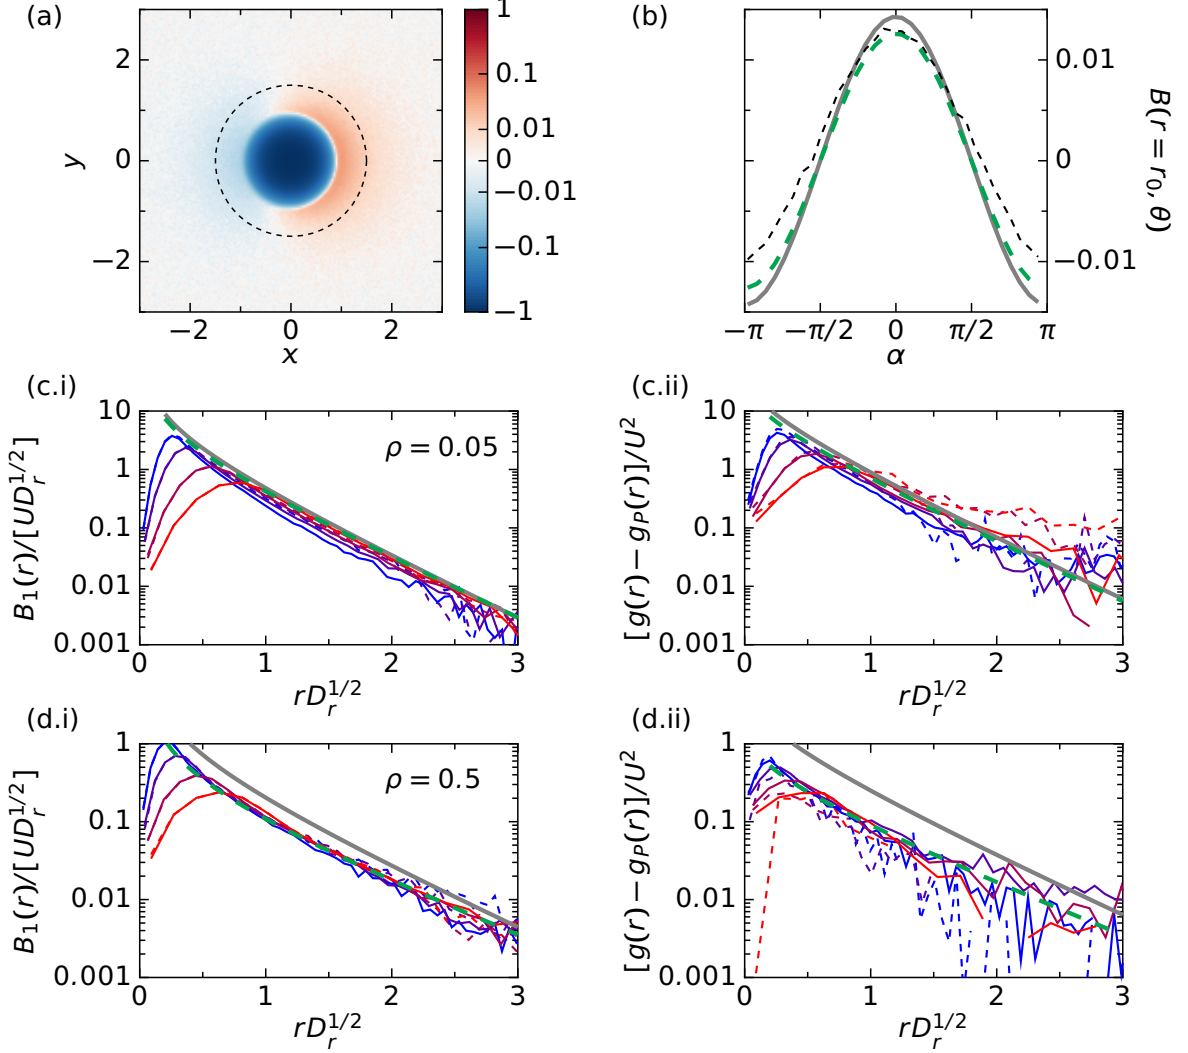 (a)
2
0
−2
y
−2
0
2
x
1
0.1
0.01
0
−0.01
−0.1
−1
(b)
0.01
0
−0.01
B(r = r₀, θ)
−π
−π/2
0
π/2
π
α
(c.i)
10
1
0.1
0.01
0.001
B₁(r)/[UD_r^{1/2}]
ρ = 0.05
0
1
2
3
rD_r^{1/2}
(c.ii)
10
1
0.1
0.01
0.001
[g(r) − g_P(r)]/U²
0
1
2
3
rD_r^{1/2}
(d.i)
1
0.1
0.01
0.001
B₁(r)/[UD_r^{1/2}]
ρ = 0.5
0
1
2
3
rD_r^{1/2}
(d.ii)
1
0.1
0.01
0.001
[g(r) − g_P(r)]/U²
0
1
2
3
rD_r^{1/2}